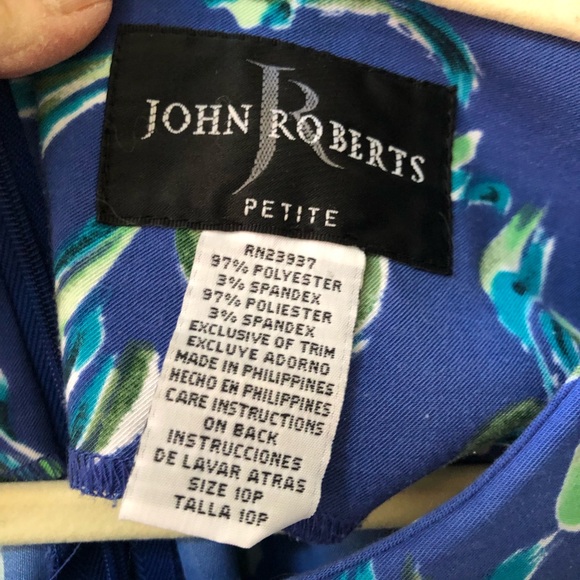 JOHN ROBERTS
JR
PETITE
RN23937
97% POLYESTER
3% SPANDEX
97% POLIESTER
3% SPANDEX
EXCLUSIVE OF TRIM
EXCLUYE ADORNO
MADE IN PHILIPPINES
HECHO EN PHILIPPINES
CARE INSTRUCTIONS
ON BACK
INSTRUCCIONES
DE LAVAR ATRAS
SIZE 10P
TALLA 10P